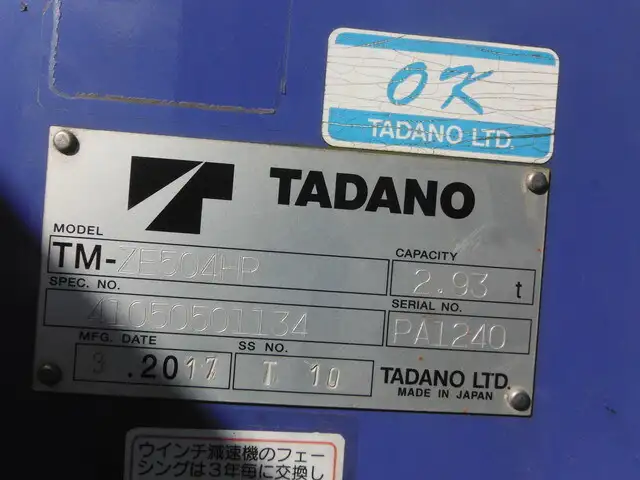 OK
TADANO LTD.
TADANO
MODEL
TM-ZE504HP
CAPACITY
2.93 t
SPEC. NO.
41050501134
SERIAL NO.
PA1240
MFG. DATE
3 .2017
SS NO.
T 10
TADANO LTD.
MADE IN JAPAN
ウインチ減速機のフェー
シングは3年毎に交換し